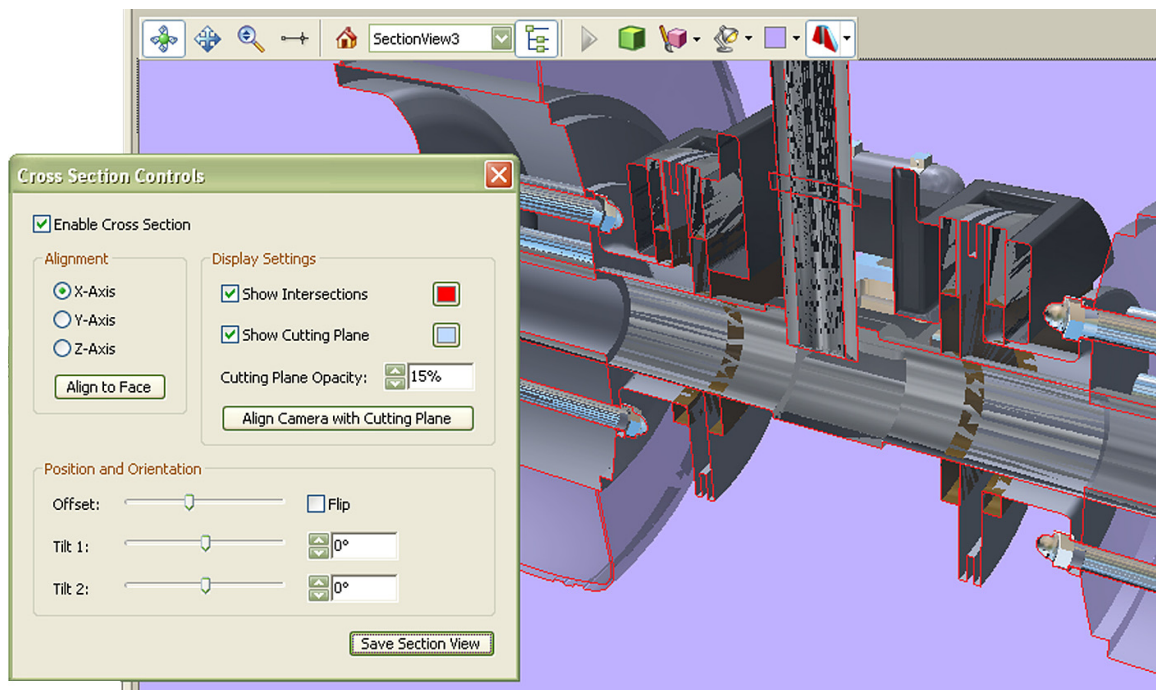 SectionView3
Cross Section Controls
Enable Cross Section
Alignment
X-Axis
Y-Axis
Z-Axis
Align to Face
Display Settings
Show Intersections
Show Cutting Plane
Cutting Plane Opacity: 15%
Align Camera with Cutting Plane
Position and Orientation
Offset: Flip
Tilt 1: 0°
Tilt 2: 0°
Save Section View